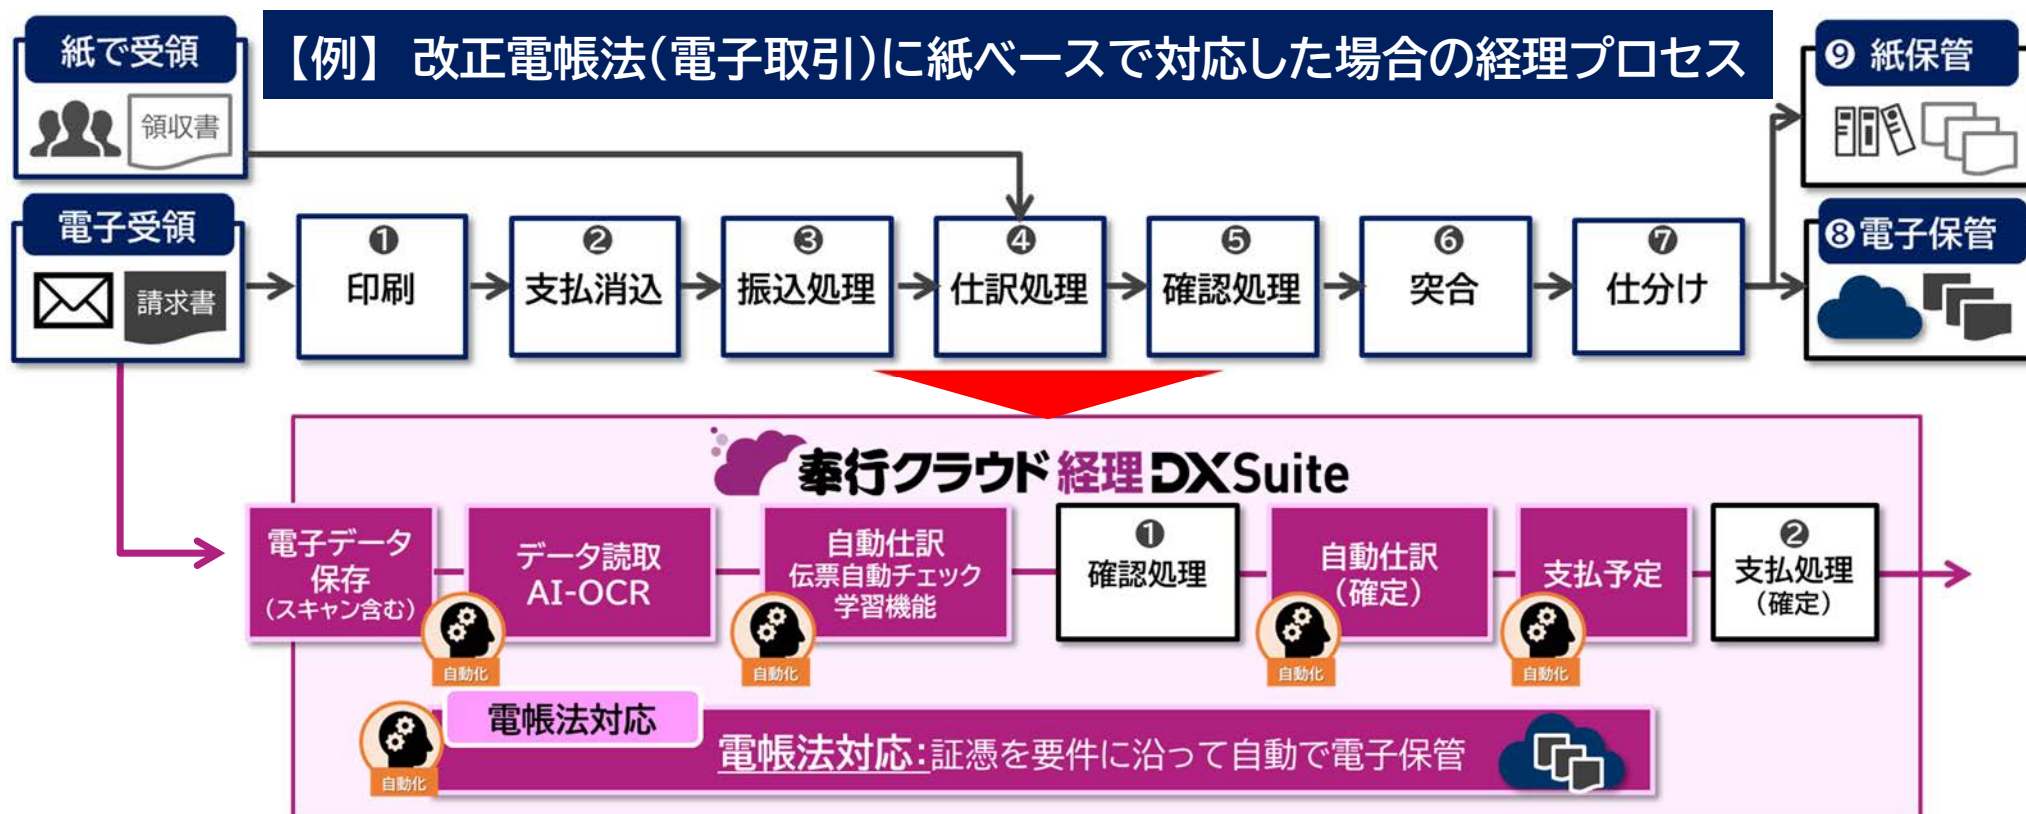 【例】 改正電帳法(電子取引)に紙ベースで対応した場合の経理プロセス
紙で受領
領収書
電子受領
請求書
❶
印刷
❷
支払消込
❸
振込処理
❹
仕訳処理
❺
確認処理
❻
突合
❼
仕分け
❾ 紙保管
❽電子保管
奉行クラウド 経理DXSuite
電子データ
保存
(スキャン含む)
データ読取
AI-OCR
自動化
自動仕訳
伝票自動チェック
学習機能
自動化
❶
確認処理
自動仕訳
(確定)
自動化
支払予定
自動化
❷
支払処理
(確定)
電帳法対応
自動化
電帳法対応:証憑を要件に沿って自動で電子保管